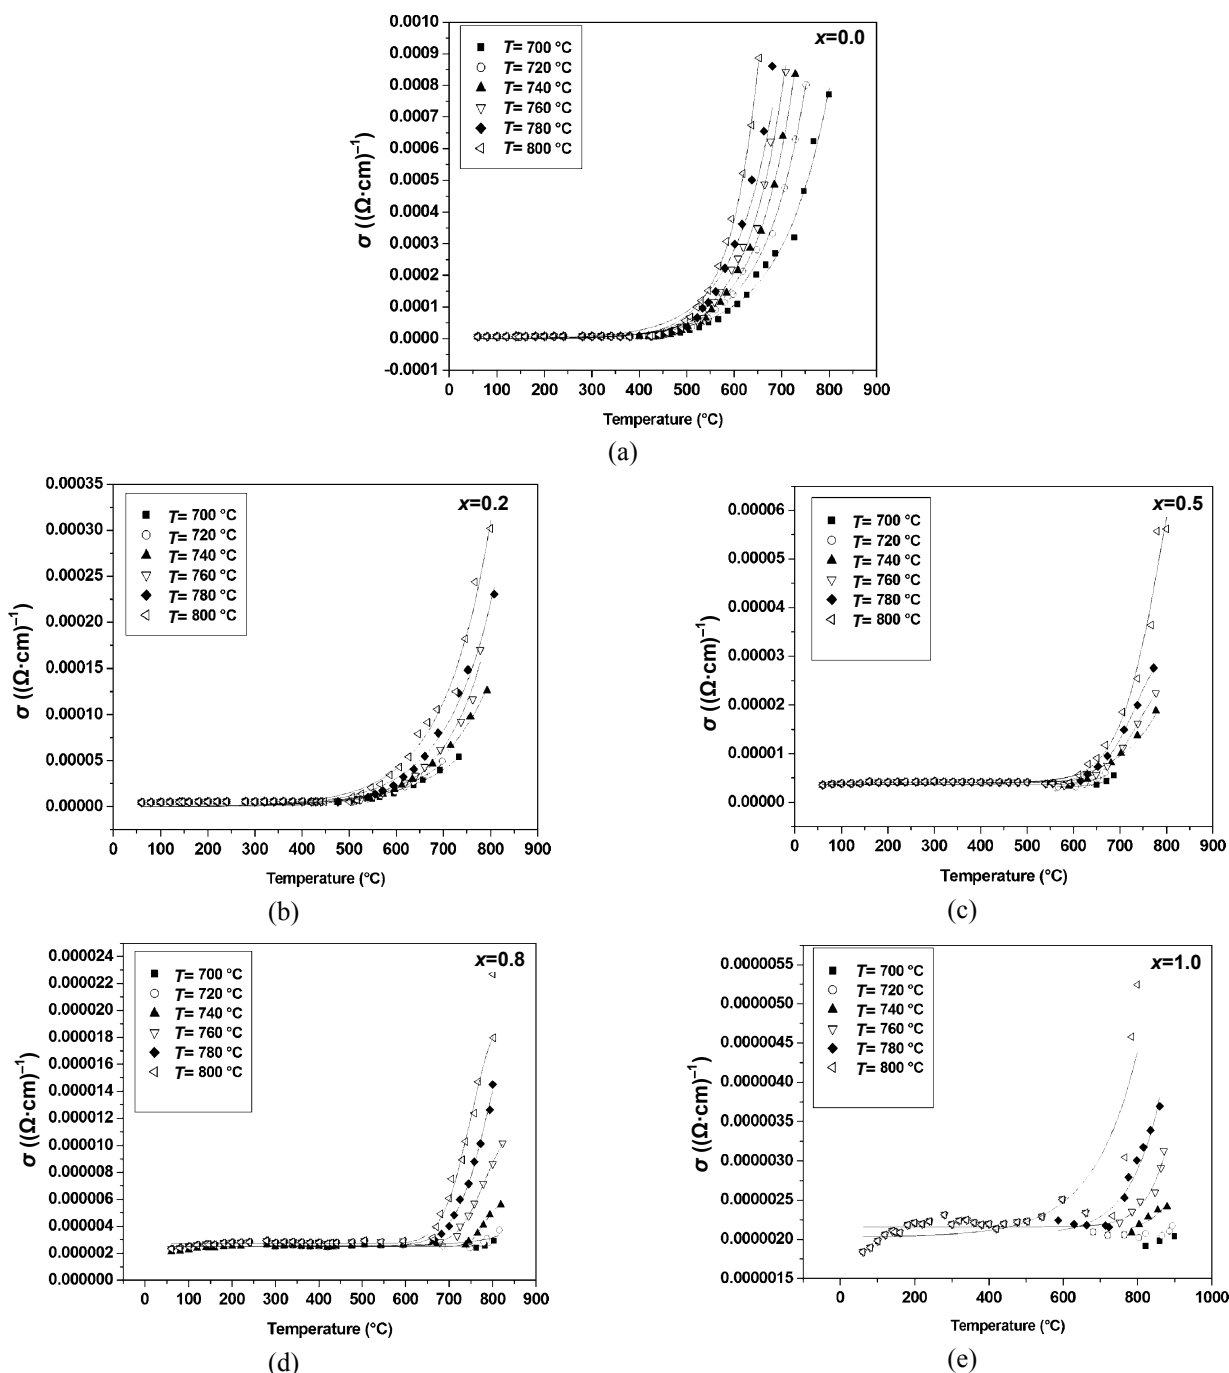 0.0010
0.0009
0.0008
0.0007
0.0006
0.0005
0.0004
0.0003
0.0002
0.0001
0.0000
-0.0001
σ ((Ω·cm)⁻¹
x=0.0
T= 700 °C
T= 720 °C
T= 740 °C
T= 760 °C
T= 780 °C
T= 800 °C
0 100 200 300 400 500 600 700 800 900
Temperature (°C)
(a)
0.00035
0.00030
0.00025
0.00020
0.00015
0.00010
0.00005
0.00000
σ ((Ω·cm)⁻¹
x=0.2
T= 700 °C
T= 720 °C
T= 740 °C
T= 760 °C
T= 780 °C
T= 800 °C
0 100 200 300 400 500 600 700 800 900
Temperature (°C)
(b)
0.00006
0.00005
0.00004
0.00003
0.00002
0.00001
0.00000
σ ((Ω·cm)⁻¹
x=0.5
T= 700 °C
T= 720 °C
T= 740 °C
T= 760 °C
T= 780 °C
T= 800 °C
0 100 200 300 400 500 600 700 800 900
Temperature (°C)
(c)
0.000024
0.000022
0.000020
0.000018
0.000016
0.000014
0.000012
0.000010
0.000008
0.000006
0.000004
0.000002
0.000000
σ ((Ω·cm)⁻¹
x=0.8
T= 700 °C
T= 720 °C
T= 740 °C
T= 760 °C
T= 780 °C
T= 800 °C
0 100 200 300 400 500 600 700 800 900
Temperature (°C)
(d)
0.0000055
0.0000050
0.0000045
0.0000040
0.0000035
0.0000030
0.0000025
0.0000020
0.0000015
σ ((Ω·cm)⁻¹
x=1.0
T= 700 °C
T= 720 °C
T= 740 °C
T= 760 °C
T= 780 °C
T= 800 °C
0 200 400 600 800 1000
Temperature (°C)
(e)